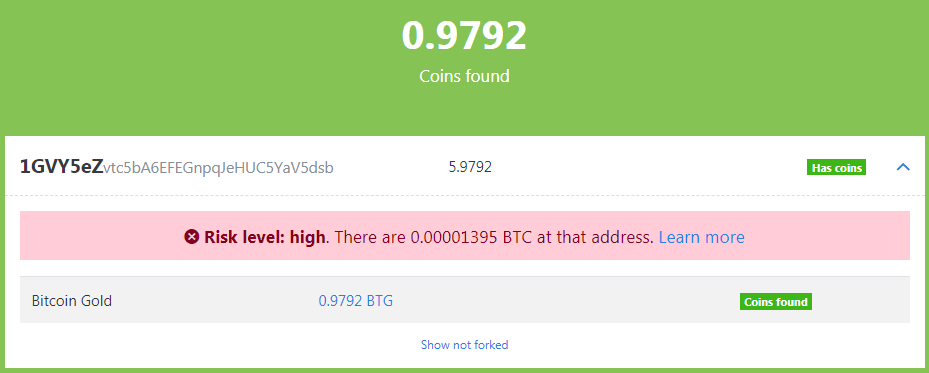 0.9792
Coins found
1GVY5eZvtc5bA6EFEGnpqJeHUC5YaV5dsb 5.9792 Has coins
Risk level: high. There are 0.00001395 BTC at that address. Learn more
Bitcoin Gold 0.9792 BTG Coins found
Show not forked